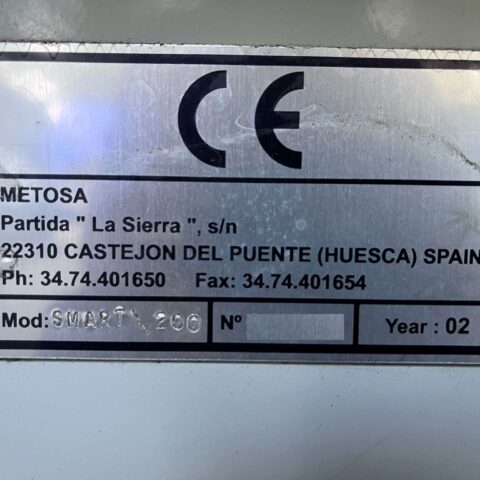 CE
METOSA
Partida " La Sierra ", s/n
22310 CASTEJON DEL PUENTE (HUESCA) SPAIN
Ph: 34.74.401650 Fax: 34.74.401654
Mod: SMART\200 Nº Year : 02